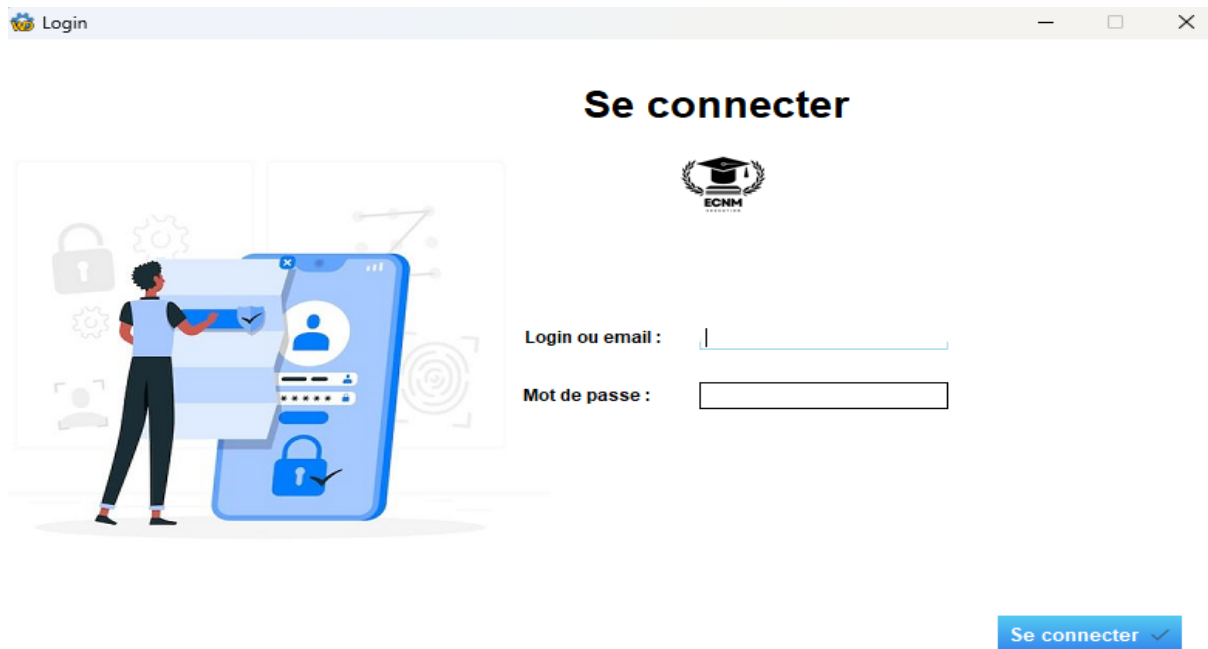 Login
Se connecter
ECNM
Login ou email :
Mot de passe :
Se connecter